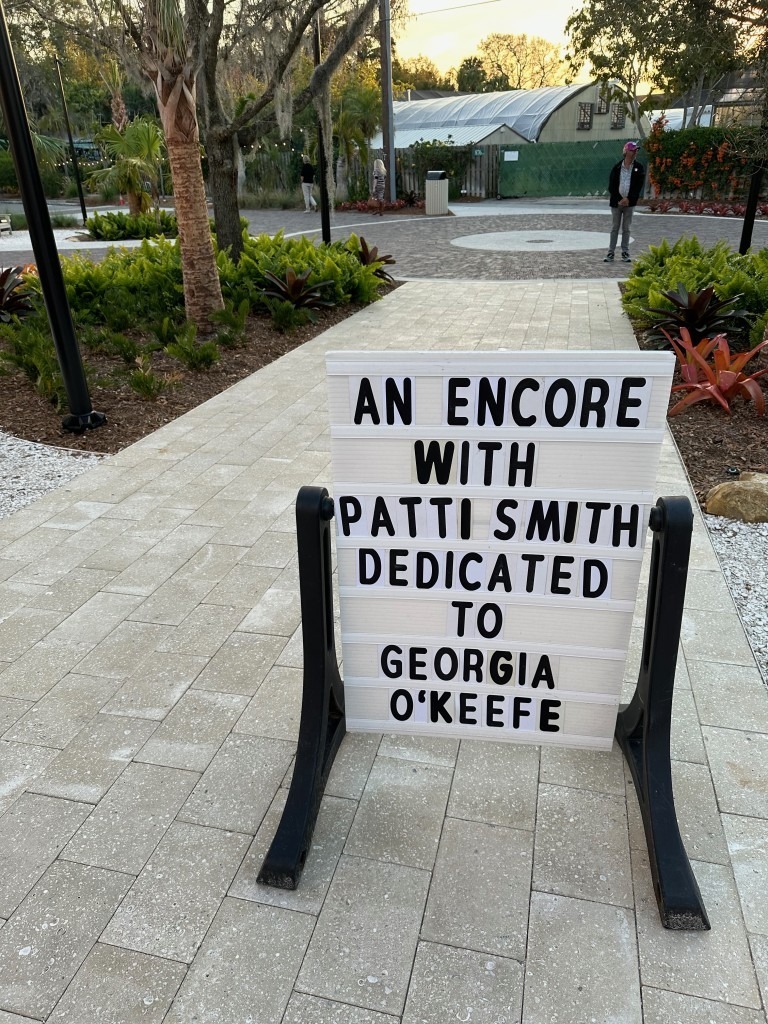 AN ENCORE
WITH
PATTI SMITH
DEDICATED
TO
GEORGIA
O'KEEFE